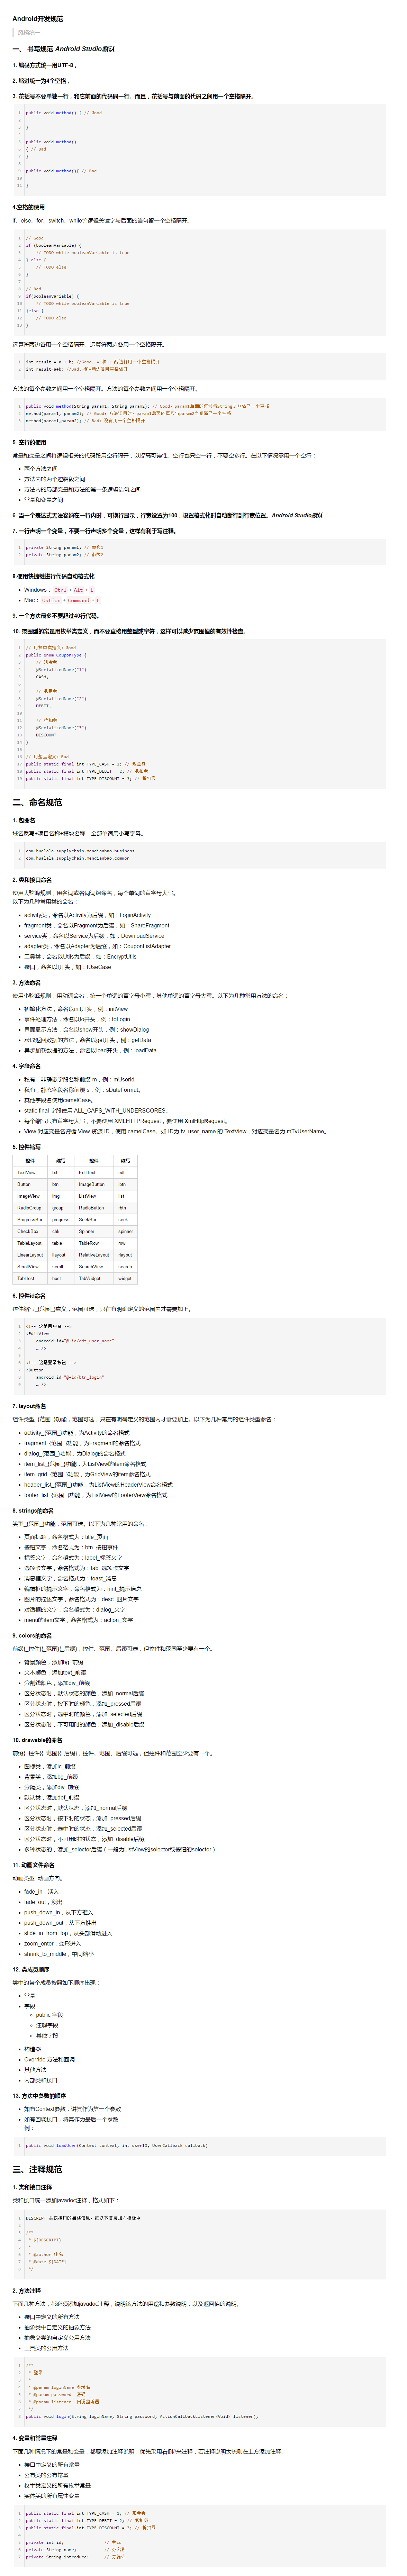 Android开发规范
风格统一
一、 书写规范 Android Studio默认
1. 编码方式统一用UTF-8．
2. 缩进统一为4个空格．
3. 花括号不要单独一行，和它前面的代码同一行。而且，花括号与前面的代码之间用一个空格隔开。
1 public void method() { // Good
2
3 }
4
5 public void method()
6 { // Bad
7 }
8
9 public void method(){ // Bad
10
11 }
4.空格的使用
if、else、for、switch、while等逻辑关键字与后面的语句留一个空格隔开。
1 // Good
2 if (booleanVariable) {
3 // TODO while booleanVariable is true
4 } else {
5 // TODO else
6 }
7
8 // Bad
9 if(booleanVariable) {
10 // TODO while booleanVariable is true
11 }else {
12 // TODO else
13 }
运算符两边各用一个空格隔开。运算符两边各用一个空格隔开。
1 int result = a + b; //Good, = 和 + 两边各用一个空格隔开
2 int result=a+b; //Bad,=和+两边没用空格隔开
方法的每个参数之间用一个空格隔开。方法的每个参数之间用一个空格隔开。
1 public void method(String param1, String param2); // Good，param1后面的逗号与String之间隔了一个空格
2 method(param1, param2); // Good，方法调用时，param1后面的逗号与param2之间隔了一个空格
3 method(param1,param2); // Bad，没有用一个空格隔开
5. 空行的使用
常量和变量之间将逻辑相关的代码段用空行隔开，以提高可读性。空行也只空一行，不要空多行。在以下情况需用一个空行：
两个方法之间
方法内的两个逻辑段之间
方法内的局部变量和方法的第一条逻辑语句之间
常量和变量之间
6. 当一个表达式无法容纳在一行内时，可换行显示，行宽设置为100，设置格式化时自动断行到行宽位置。Android Studio默认
7. 一行声明一个变量，不要一行声明多个变量，这样有利于写注释。
1 private String param1; // 参数1
2 private String param2; // 参数2
8.使用快捷键进行代码自动格式化
Windows： Ctrl + Alt + L
Mac： Option + Command + L
9. 一个方法最多不要超过40行代码。
10. 范围型的常量用枚举类定义，而不要直接用整型或字符，这样可以减少范围值的有效性检查。
1 // 用枚举类定义，Good
2 public enum CouponType {
3 // 现金券
4 @SerializedName("1")
5 CASH,
6
7 // 抵用券
8 @SerializedName("2")
9 DEBIT,
10
11 // 折扣券
12 @SerializedName("3")
13 DISCOUNT
14 }
15
16 // 用整型定义，Bad
17 public static final int TYPE_CASH = 1; // 现金券
18 public static final int TYPE_DEBIT = 2; // 抵扣券
19 public static final int TYPE_DISCOUNT = 3; // 折扣券
二、命名规范
1. 包命名
域名反写+项目名称+模块名称，全部单词用小写字母。
1 com.hualala.supplychain.mendianbao.business
2 com.hualala.supplychain.mendianbao.common
2. 类和接口命名
使用大驼峰规则，用名词或名词词组命名，每个单词的首字母大写。
以下为几种常用类的命名：
activity类，命名以Activity为后缀，如：LoginActivity
fragment类，命名以Fragment为后缀，如：ShareFragment
service类，命名以Service为后缀，如：DownloadService
adapter类，命名以Adapter为后缀，如：CouponListAdapter
工具类，命名以Utils为后缀，如：EncryptUtils
接口，命名以I开头，如：IUseCase
3. 方法命名
使用小驼峰规则，用动词命名，第一个单词的首字母小写，其他单词的首字母大写。以下为几种常用方法的命名：
初始化方法，命名以init开头，例：initView
事件处理方法，命名以to开头，例：toLogin
界面显示方法，命名以show开头，例：showDialog
获取返回数据的方法，命名以get开头，例：getData
异步加载数据的方法，命名以load开头，例：loadData
4. 字段命名
私有，非静态字段名称前缀 m，例：mUserId。
私有，静态字段名称前缀 s，例：sDateFormat。
其他字段名使用camelCase。
static final 字段使用 ALL_CAPS_WITH_UNDERSCORES。
每个缩写只有首字母大写，不要使用 XMLHTTPRequest，要使用 XmlHttpRequest。
View 对应变量名遵循 View 资源 ID，使用 camelCase。如 ID为 tv_user_name 的 TextView，对应变量名为 mTvUserName。
5. 控件缩写
控件 缩写 控件 缩写
TextView txt EditText edt
Button btn ImageButton ibtn
ImageView img ListView list
RadioGroup group RadioButton rbtn
ProgressBar progress SeekBar seek
CheckBox chk Spinner spinner
TableLayout table TableRow row
LinearLayout llayout RelativeLayout rlayout
ScrollView scroll SearchView search
TabHost host TabWidget widget
6. 控件id命名
控件缩写_{范围_}意义，范围可选，只在有明确定义的范围内才需要加上。
1 <!-- 这是用户名 -->
2 <EditView
3 android:id="@+id/edt_user_name"
4 … />
5
6 <!-- 这是登录按钮 -->
7 <Button
8 android:id="@+id/btn_login"
9 … />
7. layout命名
组件类型_{范围_}功能，范围可选，只在有明确定义的范围内才需要加上。以下为几种常用的组件类型命名：
activity_{范围_}功能，为Activity的命名格式
fragment_{范围_}功能，为Fragment的命名格式
dialog_{范围_}功能，为Dialog的命名格式
item_list_{范围_}功能，为ListView的item命名格式
item_grid_{范围_}功能，为GridView的item命名格式
header_list_{范围_}功能，为ListView的HeaderView命名格式
footer_list_{范围_}功能，为ListView的FooterView命名格式
8. strings的命名
类型_{范围_}功能，范围可选。以下为几种常用的命名：
页面标题，命名格式为：title_页面
按钮文字，命名格式为：btn_按钮事件
标签文字，命名格式为：label_标签文字
选项卡文字，命名格式为：tab_选项卡文字
消息框文字，命名格式为：toast_消息
编辑框的提示文字，命名格式为：hint_提示信息
图片的描述文字，命名格式为：desc_图片文字
对话框的文字，命名格式为：dialog_文字
menu的item文字，命名格式为：action_文字
9. colors的命名
前缀{_控件}{_范围}{_后缀}，控件、范围、后缀可选，但控件和范围至少要有一个。
背景颜色，添加bg_前缀
文本颜色，添加text_前缀
分割线颜色，添加div_前缀
区分状态时，默认状态的颜色，添加_normal后缀
区分状态时，按下时的颜色，添加_pressed后缀
区分状态时，选中时的颜色，添加_selected后缀
区分状态时，不可用时的颜色，添加_disable后缀
10. drawable的命名
前缀{_控件}{_范围}{_后缀}，控件、范围、后缀可选，但控件和范围至少要有一个。
图标类，添加ic_前缀
背景类，添加bg_前缀
分隔类，添加div_前缀
默认类，添加def_前缀
区分状态时，默认状态，添加_normal后缀
区分状态时，按下时的状态，添加_pressed后缀
区分状态时，选中时的状态，添加_selected后缀
区分状态时，不可用时的状态，添加_disable后缀
多种状态的，添加_selector后缀（一般为ListView的selector或按钮的selector）
11. 动画文件命名
动画类型_动画方向。
fade_in，淡入
fade_out，淡出
push_down_in，从下方推入
push_down_out，从下方推出
slide_in_from_top，从头部滑动进入
zoom_enter，变形进入
shrink_to_middle，中间缩小
12. 类成员顺序
类中的各个成员按照如下顺序出现：
常量
字段
public 字段
注解字段
其他字段
构造器
Override 方法和回调
其他方法
内部类和接口
13. 方法中参数的顺序
如有Context参数，讲其作为第一个参数
如有回调接口，将其作为最后一个参数
例：
1 public void loadUser(Context context, int userID, UserCallback callback)
三、注释规范
1. 类和接口注释
类和接口统一添加javadoc注释，格式如下：
1 DESCRIPT 类或接口的描述信息，把以下信息加入模板中
2
3 /**
4 * ${DESCRIPT}
5 *
6 * @author 姓名
7 * @date ${DATE}
8 */
2. 方法注释
下面几种方法，都必须添加javadoc注释，说明该方法的用途和参数说明，以及返回值的说明。
接口中定义的所有方法
抽象类中自定义的抽象方法
抽象父类的自定义公用方法
工具类的公用方法
1 /**
2 * 登录
3 *
4 * @param loginName 登录名
5 * @param password 密码
6 * @param listener 回调监听器
7 */
8 public void login(String loginName, String password, ActionCallbackListener<Void> listener);
4. 变量和常量注释
下面几种情况下的常量和变量，都要添加注释说明，优先采用右侧//来注释，若注释说明太长则在上方添加注释。
接口中定义的所有常量
公有类的公有常量
枚举类定义的所有枚举常量
实体类的所有属性变量
1 public static final int TYPE_CASH = 1; // 现金券
2 public static final int TYPE_DEBIT = 2; // 抵扣券
3 public static final int TYPE_DISCOUNT = 3; // 折扣券
4
5 private int id; // 券id
6 private String name; // 券名称
7 private String introduce; // 券简介